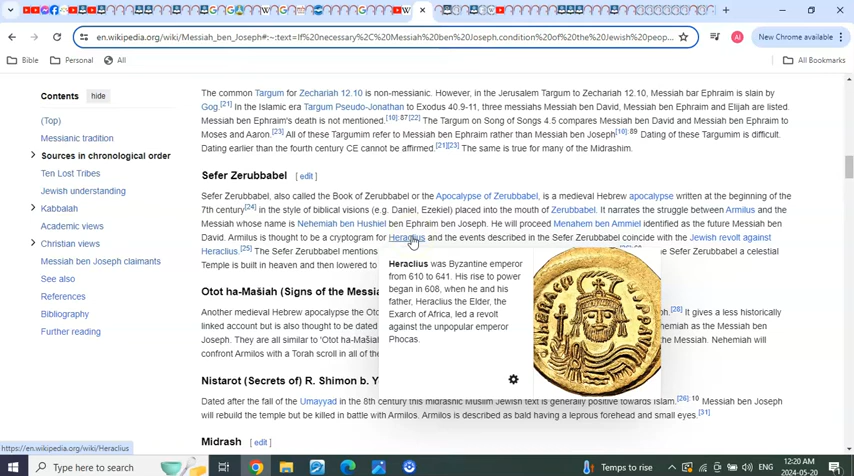 en.wikipedia.org/wiki/Messiah_ben_Joseph#:~:text=If%20necessary%2C%20Messiah%20ben%20Joseph,condition%20of%20the%20Jewish%20peop...
AI
New Chrome available
Bible
Personal
All
All Bookmarks
Contents
hide
(Top)
Messianic tradition
Sources in chronological order
Ten Lost Tribes
Jewish understanding
Kabbalah
Academic views
Christian views
Messiah ben Joseph claimants
See also
References
Bibliography
Further reading
The common Targum for Zechariah 12.10 is non-messianic. However, in the Jerusalem Targum to Zechariah 12.10, Messiah bar Ephraim is slain by
Gog.[21] In the Islamic era Targum Pseudo-Jonathan to Exodus 40.9-11, three messiahs Messiah ben David, Messiah ben Ephraim and Elijah are listed.
Messiah ben Ephraim's death is not mentioned.[10]: 87[22] The Targum on Song of Songs 4.5 compares Messiah ben David and Messiah ben Ephraim to
Moses and Aaron.[23] All of these Targumim refer to Messiah ben Ephraim rather than Messiah ben Joseph[10]: 89 Dating of these Targumim is difficult.
Dating earlier than the fourth century CE cannot be affirmed.[21][23] The same is true for many of the Midrashim.
Sefer Zerubbabel [edit]
Sefer Zerubbabel, also called the Book of Zerubbabel or the Apocalypse of Zerubbabel, is a medieval Hebrew apocalypse written at the beginning of the
7th century[24] in the style of biblical visions (e.g. Daniel, Ezekiel) placed into the mouth of Zerubbabel. It narrates the struggle between Armilus and the
Messiah whose name is Nehemiah ben Hushiel ben Ephraim ben Joseph. He will proceed Menahem ben Ammiel identified as the future Messiah ben
David. Armilus is thought to be a cryptogram for Heraclius and the events described in the Sefer Zerubbabel coincide with the Jewish revolt against
Heraclius.[25] The Sefer Zerubbabel mentions the Sefer Zerubbabel a celestial
Temple is built in heaven and then lowered to
Heraclius was Byzantine emperor
from 610 to 641. His rise to power
began in 608, when he and his
father, Heraclius the Elder, the
Exarch of Africa, led a revolt
against the unpopular emperor
Phocas.
Otot ha-Mašiah (Signs of the Messia
Another medieval Hebrew apocalypse the Otot [28] It gives a less historically
linked account but is also thought to be dated emiah as the Messiah ben
Joseph. They are all similar to 'Otot ha-Mašia Messiah. Nehemiah will
confront Armilos with a Torah scroll in all of the
Nistarot (Secrets of) R. Shimon b. Y
Dated after the fall of the Umayyad in the 8th century this midrashic Muslim Jewish text is generally positive towards Islam.[26]: 10 Messiah ben Joseph
will rebuild the temple but be killed in battle with Armilos. Armilos is described as bald having a leprous forehead and small eyes.[31]
Midrash [edit]
https://en.wikipedia.org/wiki/Heraclius
Type here to search
Temps to rise
ENG
12:20 AM
2024-05-20